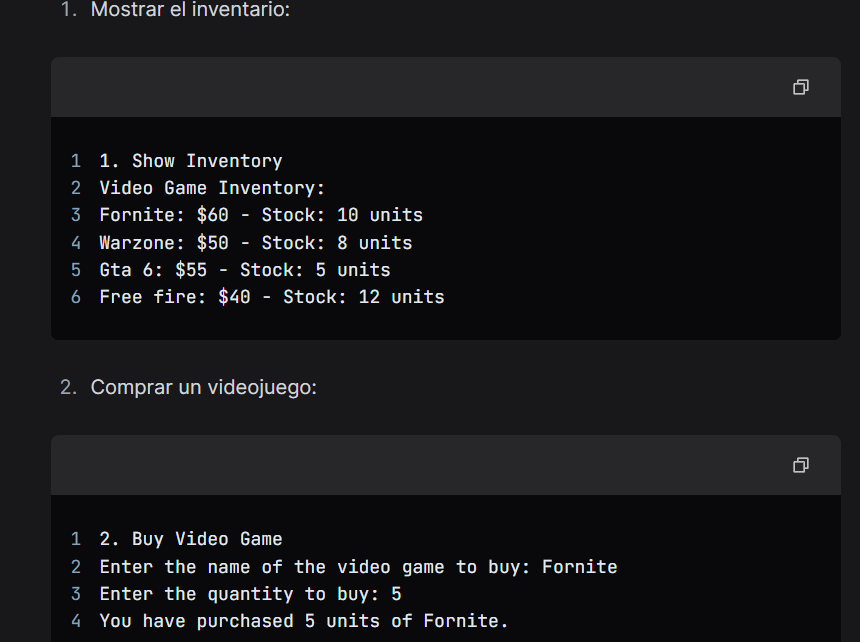 1. Mostrar el inventario:
1 1. Show Inventory
2 Video Game Inventory:
3 Fornite: $60 - Stock: 10 units
4 Warzone: $50 - Stock: 8 units
5 Gta 6: $55 - Stock: 5 units
6 Free fire: $40 - Stock: 12 units
2. Comprar un videojuego:
1 2. Buy Video Game
2 Enter the name of the video game to buy: Fornite
3 Enter the quantity to buy: 5
4 You have purchased 5 units of Fornite.